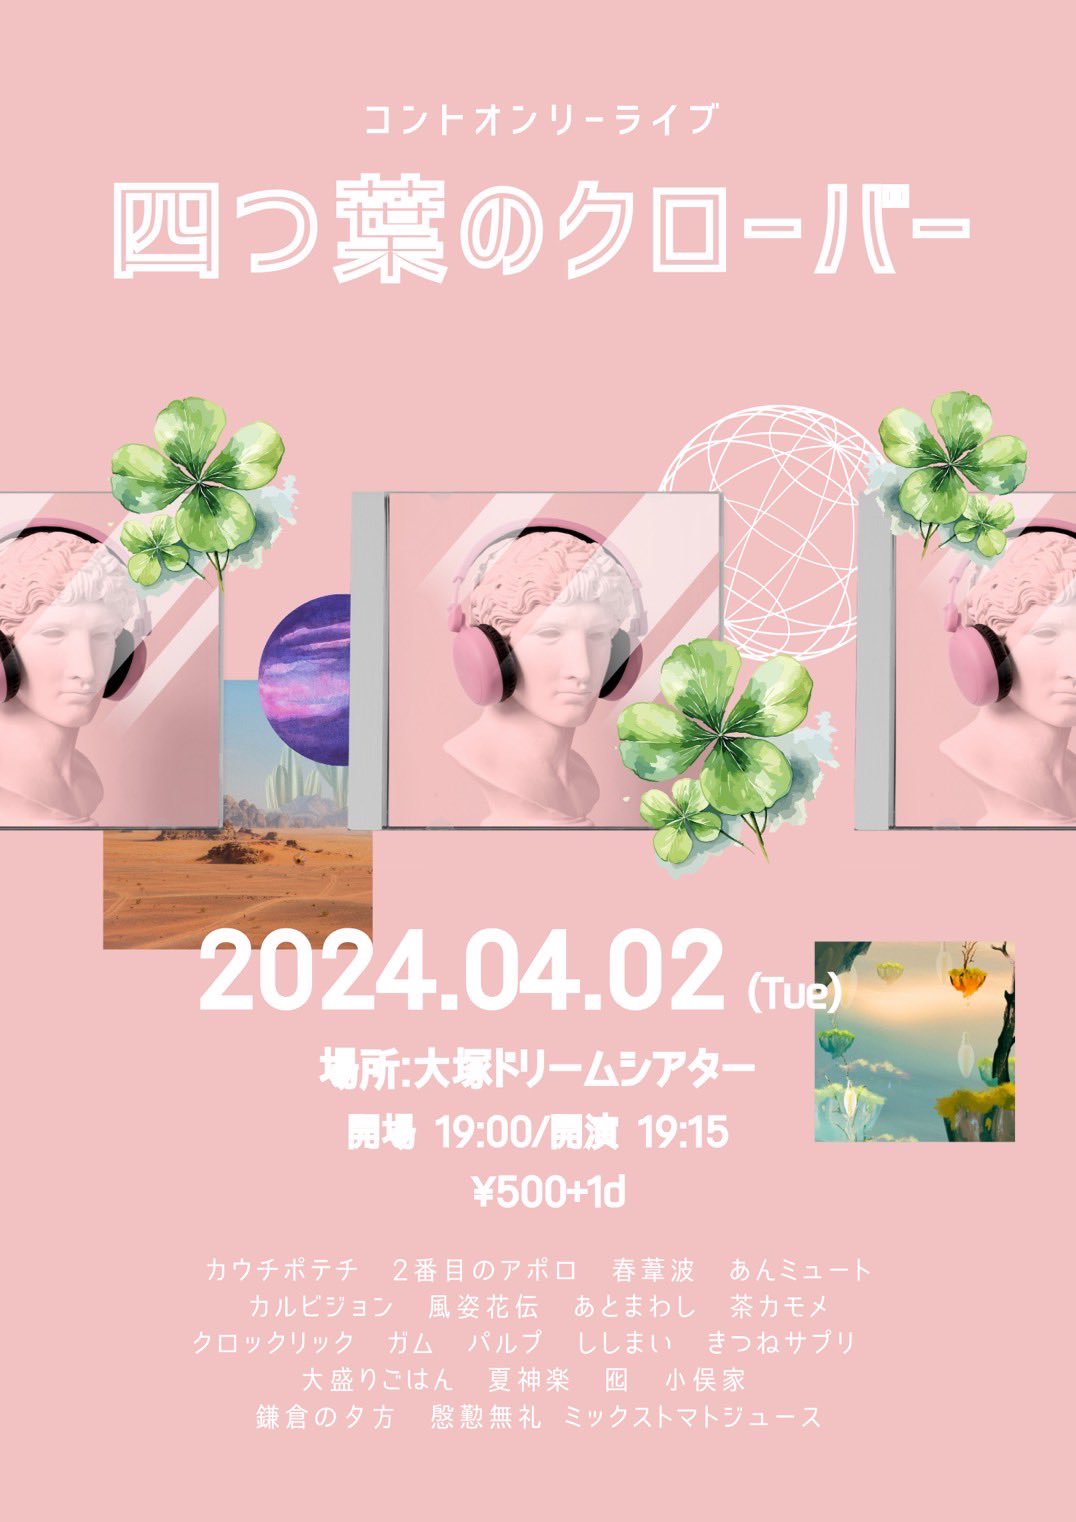 コントオンリーライブ
四つ葉のクローバー
2024.04.02 (Tue)
場所:大塚ドリームシアター
開場 19:00/開演 19:15
¥500+1d
カウチポテチ 2番目のアポロ 春葦波 あんミュート
カルビジョン 風姿花伝 あとまわし 茶カモメ
クロックリック ガム パルプ ししまい きつねサプリ
大盛りごはん 夏神楽 囮 小俣家
鎌倉の夕方 慇懃無礼 ミックストマトジュース